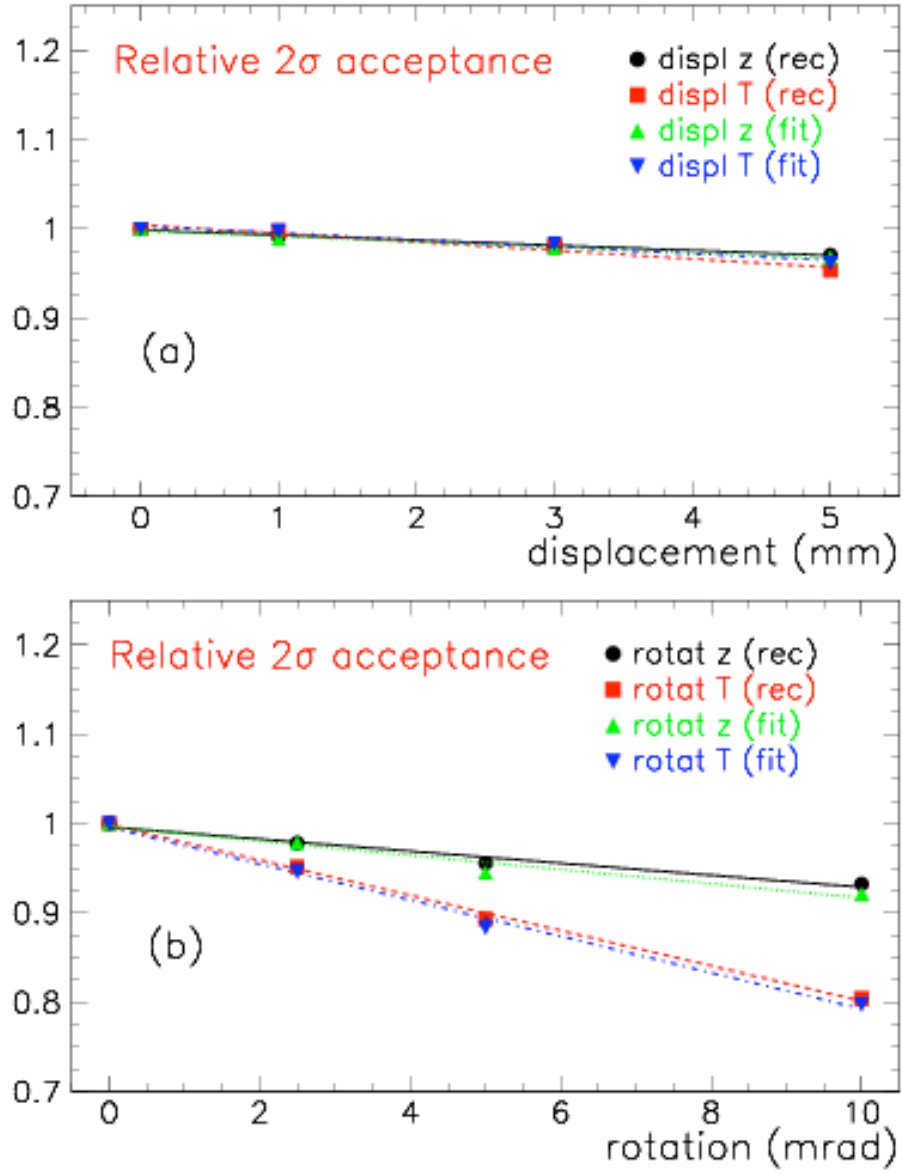 1.2
Relative 2σ acceptance
displ z (rec)
displ T (rec)
displ z (fit)
displ T (fit)
1.1
1
0.9
(a)
0.8
0.7
0 1 2 3 4 5
displacement (mm)
1.2
Relative 2σ acceptance
rotat z (rec)
rotat T (rec)
rotat z (fit)
rotat T (fit)
1.1
1
0.9
(b)
0.8
0.7
0 2 4 6 8 10
rotation (mrad)